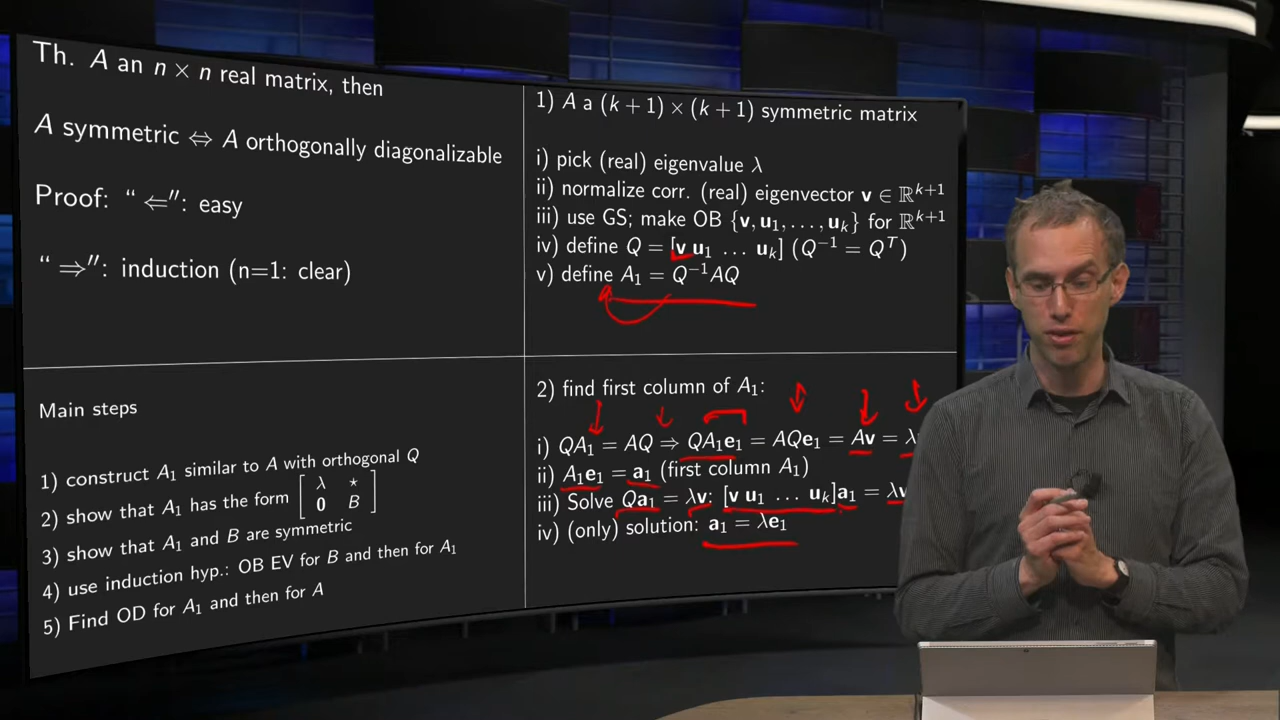 Th. A an n × n real matrix, then
A symmetric ⇔ A orthogonally diagonalizable
Proof: “ ⇐”: easy
“ ⇒”: induction (n=1: clear)
1) A a (k + 1) × (k + 1) symmetric matrix
i) pick (real) eigenvalue λ
ii) normalize corr. (real) eigenvector v ∈ ℝᵏ⁺¹
iii) use GS; make OB {v, u₁, . . . , uₖ} for ℝᵏ⁺¹
iv) define Q = [v u₁ … uₖ] (Q⁻¹ = Qᵀ)
v) define A₁ = Q⁻¹AQ
Main steps
1) construct A₁ similar to A with orthogonal Q
2) show that A₁ has the form [ λ ⋆
0 B ]
3) show that A₁ and B are symmetric
4) use induction hyp.: OB EV for B and then for A₁
5) Find OD for A₁ and then for A
2) find first column of A₁:
i) QA₁ = AQ ⇒ QA₁e₁ = AQe₁ = Av = λ
ii) A₁e₁ = a₁ (first column A₁)
iii) Solve Qa₁ = λv: [v u₁ … uₖ]a₁ = λv
iv) (only) solution: a₁ = λe₁